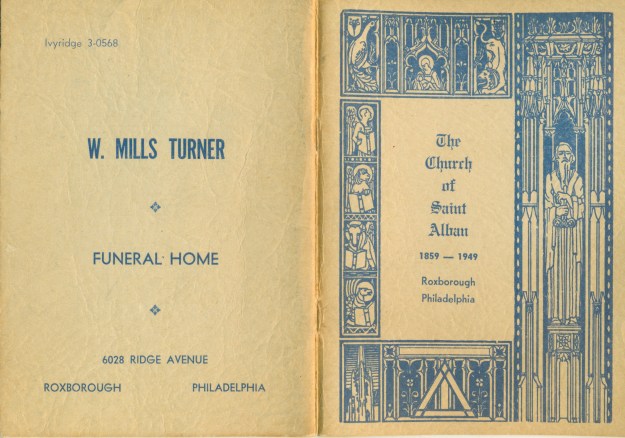 Ivyridge 3-0568
W. MILLS TURNER
FUNERAL HOME
6028 RIDGE AVENUE
ROXBOROUGH PHILADELPHIA
The
Church
of
Saint
Alban
1859 — 1949
Roxborough
Philadelphia